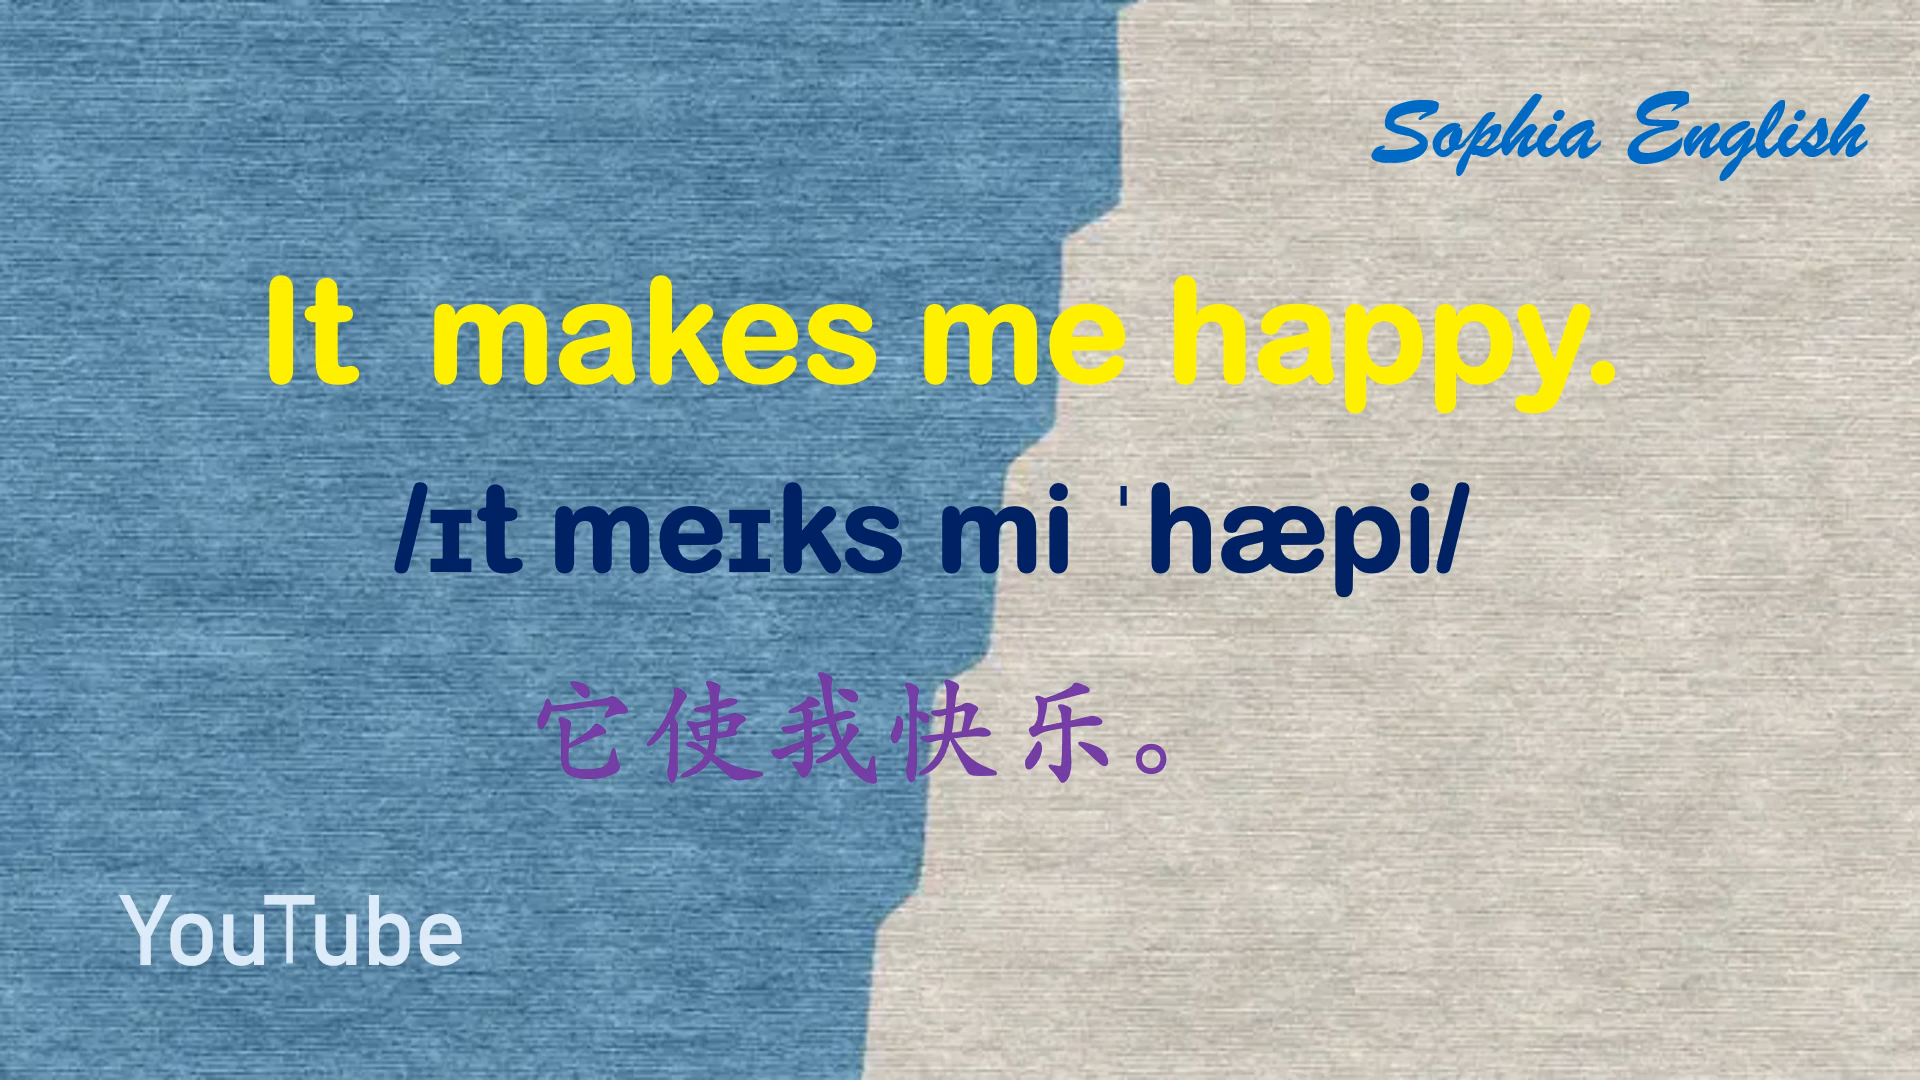 Sophia English
It makes me happy.
/ɪt meɪks mi ˈhæpi/
它使我快乐。
YouTube